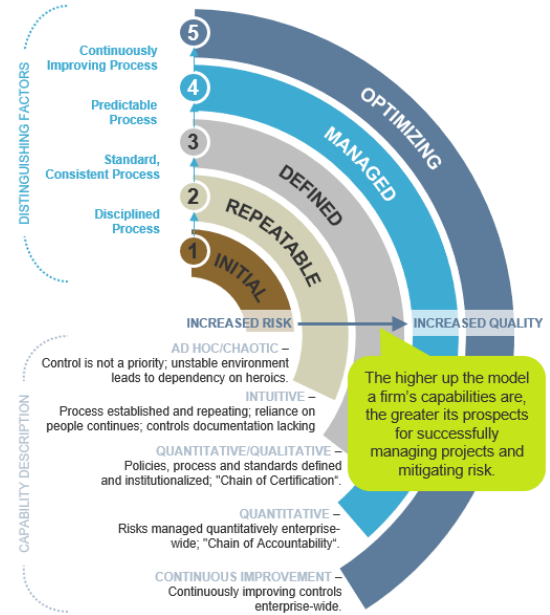 DISTINGUISHING FACTORS
5
Continuously
Improving Process
4
Predictable
Process
3
Standard,
Consistent Process
2
Disciplined
Process
1
OPTIMIZING
MANAGED
DEFINED
REPEATABLE
INITIAL
INCREASED RISK
INCREASED QUALITY
CAPABILITY DESCRIPTION
AD HOC/CHAOTIC –
Control is not a priority; unstable environment
leads to dependency on heroics.
INTUITIVE –
Process established and repeating; reliance on
people continues; controls documentation lacking
QUANTITATIVE/QUALITATIVE –
Policies, process and standards defined
and institutionalized; "Chain of Certification“.
QUANTITATIVE –
Risks managed quantitatively enterprise-
wide; "Chain of Accountability“.
CONTINUOUS IMPROVEMENT –
Continuously improving controls
enterprise-wide.
The higher up the model
a firm's capabilities are,
the greater its prospects
for successfully
managing projects and
mitigating risk.